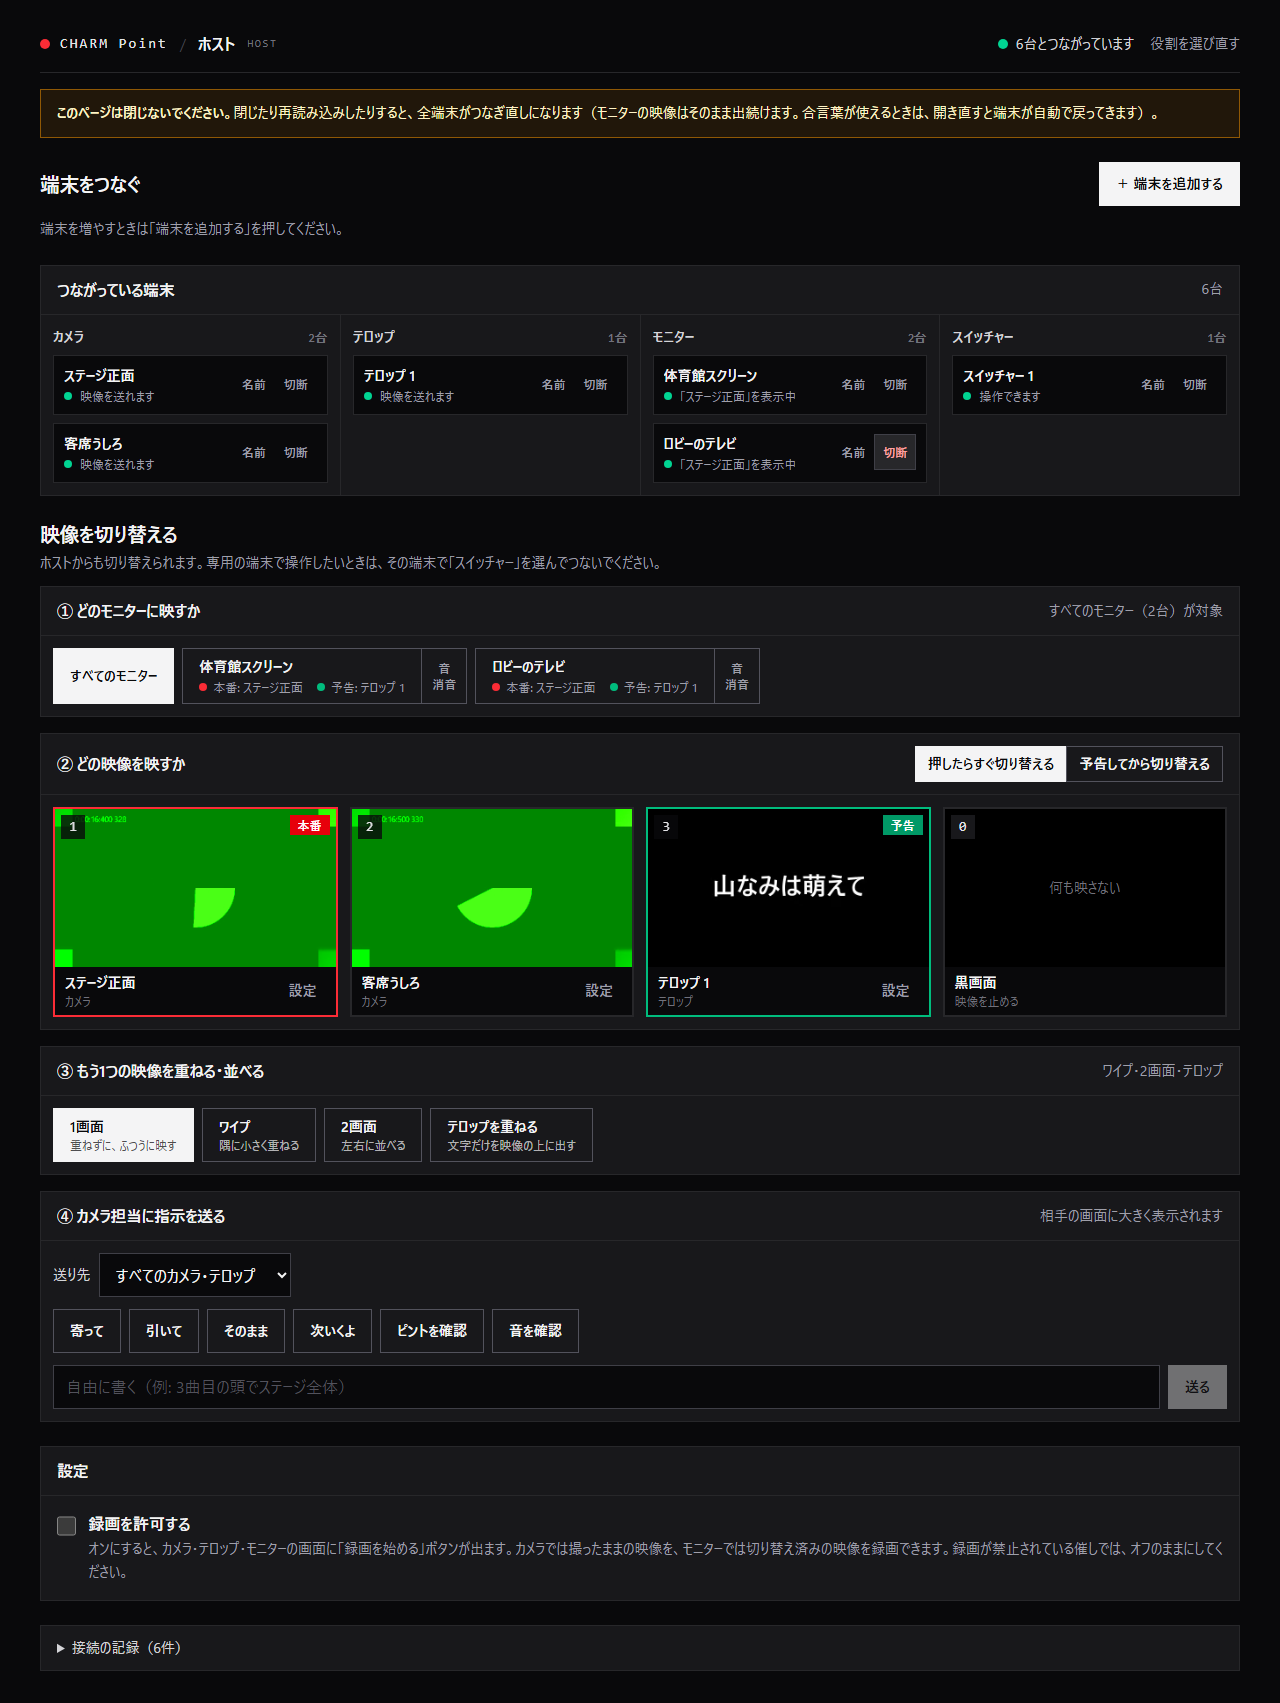 CHARM Point / ホスト HOST
6台とつながっています 役割を選び直す
このページは閉じないでください。閉じたり再読み込みしたりすると、全端末がつなぎ直しになります（モニターの映像はそのまま出続けます。合言葉が使えるときは、開き直すと端末が自動で戻ってきます）。
端末をつなぐ
＋ 端末を追加する
端末を増やすときは「端末を追加する」を押してください。
つながっている端末 6台
カメラ 2台
ステージ正面 名前 切断
映像を送れます
客席うしろ 名前 切断
映像を送れます
テロップ 1台
テロップ 1 名前 切断
映像を送れます
モニター 2台
体育館スクリーン 名前 切断
「ステージ正面」を表示中
ロビーのテレビ 名前 切断
「ステージ正面」を表示中
スイッチャー 1台
スイッチャー 1 名前 切断
操作できます
映像を切り替える
ホストからも切り替えられます。専用の端末で操作したいときは、その端末で「スイッチャー」を選んでつないでください。
① どのモニターに映すか すべてのモニター（2台）が対象
すべてのモニター
体育館スクリーン
本番: ステージ正面 予告: テロップ 1
音
消音
ロビーのテレビ
本番: ステージ正面 予告: テロップ 1
音
消音
② どの映像を映すか 押したらすぐ切り替える 予告してから切り替える
1 0:16:400 328 本番
ステージ正面
カメラ
設定
2 0:16:500 330
客席うしろ
カメラ
設定
3 予告
山なみは萌えて
テロップ 1
テロップ
設定
0
何も映さない
黒画面
映像を止める
③ もう1つの映像を重ねる・並べる ワイプ・2画面・テロップ
1画面
重ねずに、ふつうに映す
ワイプ
隅に小さく重ねる
2画面
左右に並べる
テロップを重ねる
文字だけを映像の上に出す
④ カメラ担当に指示を送る 相手の画面に大きく表示されます
送り先 すべてのカメラ・テロップ
寄って 引いて そのまま 次いくよ ピントを確認 音を確認
自由に書く（例: 3曲目の頭でステージ全体） 送る
設定
録画を許可する
オンにすると、カメラ・テロップ・モニターの画面に「録画を始める」ボタンが出ます。カメラでは撮ったままの映像を、モニターでは切り替え済みの映像を録画できます。録画が禁止されている催しでは、オフのままにしてく
ださい。
▶ 接続の記録（6件）